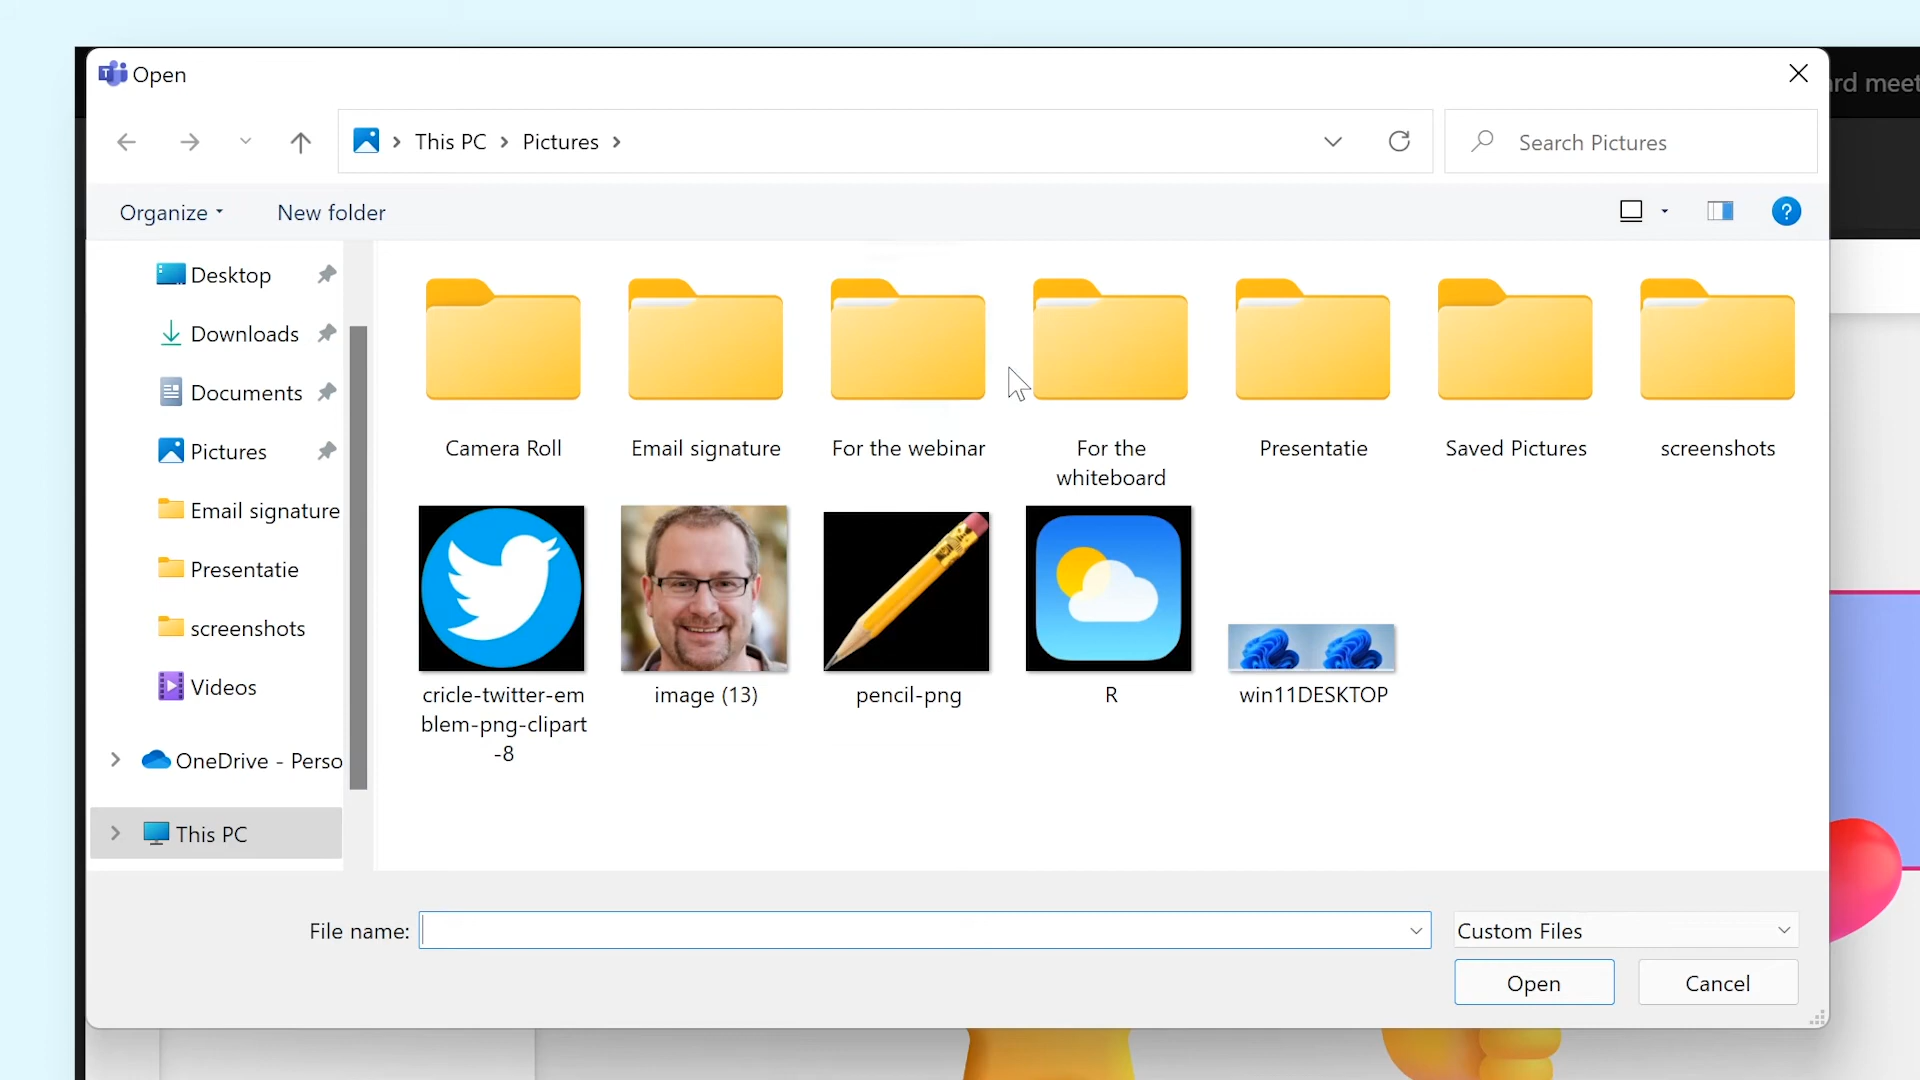 Open
rd meet
This PC
Pictures
Search Pictures
Organize
New folder
?
Desktop
Downloads
Documents
Pictures
Email signature
Presentatie
screenshots
Videos
OneDrive - Perso
This PC
Camera Roll
Email signature
For the webinar
For the
whiteboard
Presentatie
Saved Pictures
screenshots
cricle-twitter-em
blem-png-clipart
-8
image (13)
pencil-png
R
win11DESKTOP
File name:
Custom Files
Open
Cancel